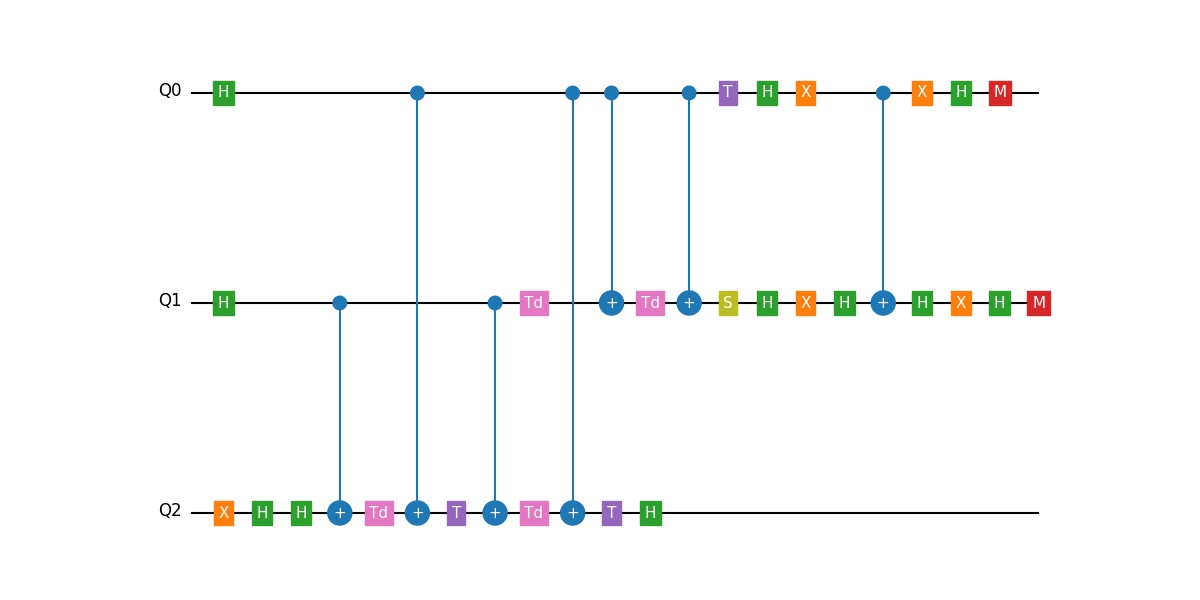 Q0 H T H X X H M
Q1 H Td + Td + S H X H + H X H M
Q2 X H H + Td + T + Td + T H